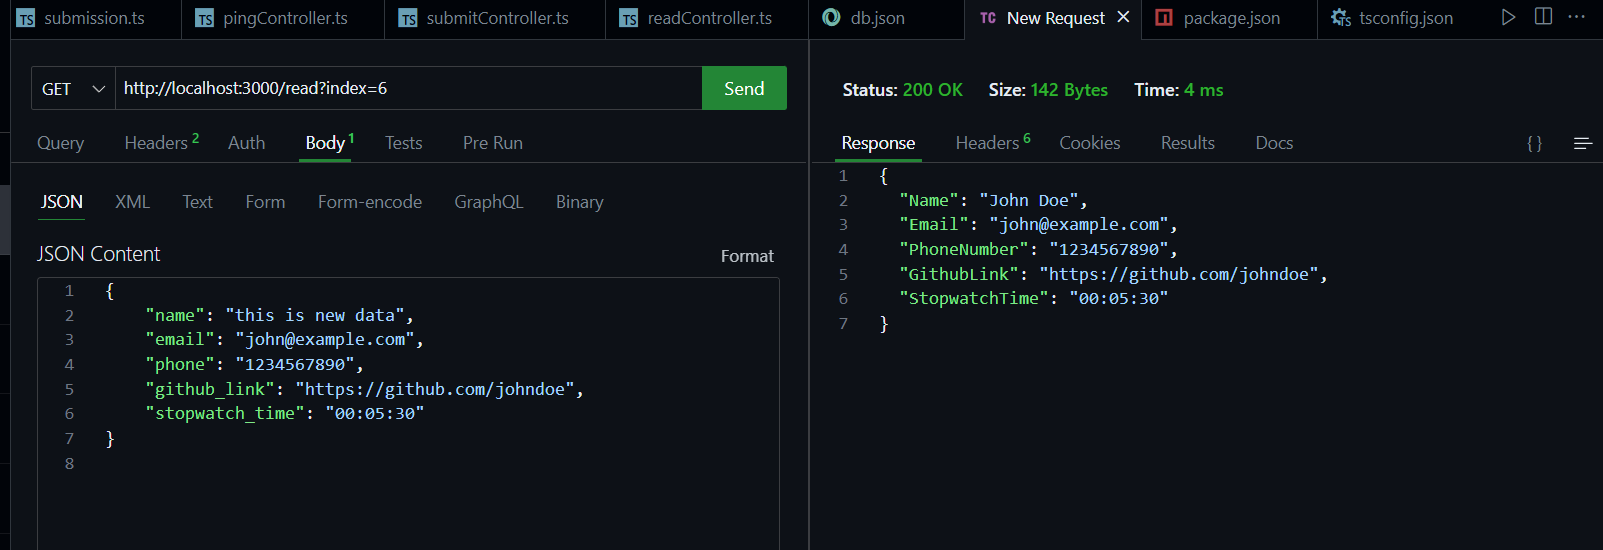 TS submission.ts TS pingController.ts TS submitController.ts TS readController.ts db.json TC New Request package.json TS tsconfig.json
GET http://localhost:3000/read?index=6 Send
Query Headers 2 Auth Body 1 Tests Pre Run
JSON XML Text Form Form-encode GraphQL Binary
JSON Content Format
1 {
2 "name": "this is new data",
3 "email": "john@example.com",
4 "phone": "1234567890",
5 "github_link": "https://github.com/johndoe",
6 "stopwatch_time": "00:05:30"
7 }
8
Status: 200 OK Size: 142 Bytes Time: 4 ms
Response Headers 6 Cookies Results Docs { }
1 {
2 "Name": "John Doe",
3 "Email": "john@example.com",
4 "PhoneNumber": "1234567890",
5 "GithubLink": "https://github.com/johndoe",
6 "StopwatchTime": "00:05:30"
7 }